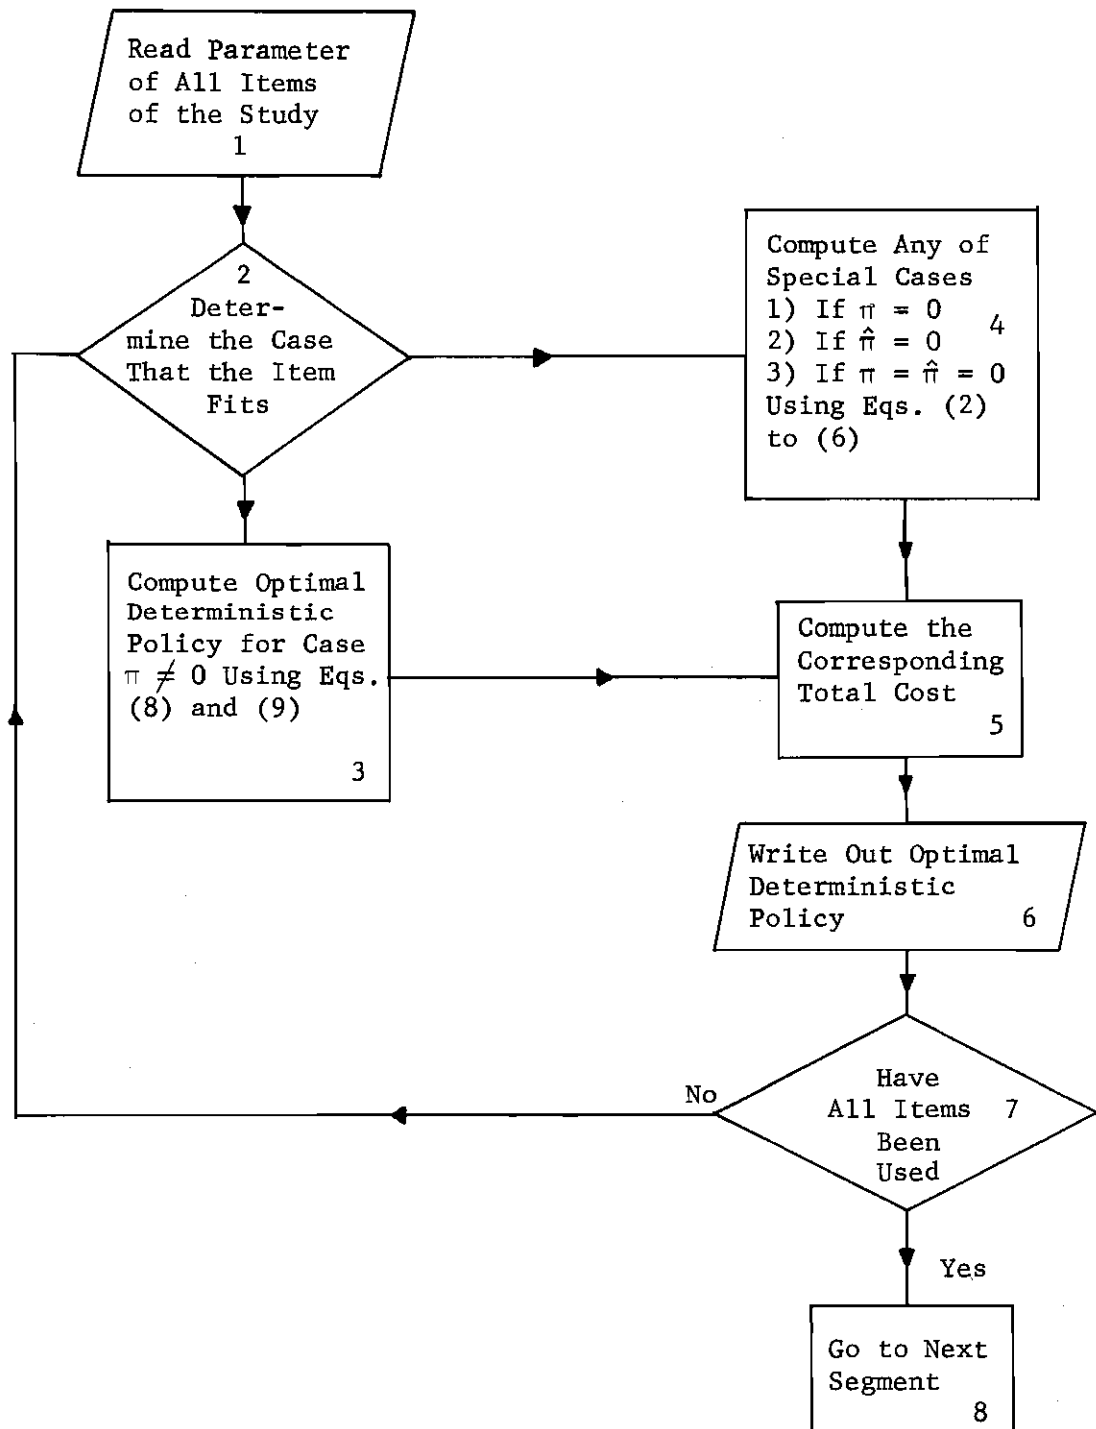 Read Parameter
of All Items
of the Study
1
2
Deter-
mine the Case
That the Item
Fits
Compute Any of
Special Cases
1) If π = 0
4
2) If π̂ = 0
3) If π = π̂ = 0
Using Eqs. (2)
to (6)
Compute Optimal
Deterministic
Policy for Case
π ≠ 0 Using Eqs.
(8) and (9)
3
Compute the
Corresponding
Total Cost
5
Write Out Optimal
Deterministic
Policy 6
No
Have
All Items 7
Been
Used
Yes
Go to Next
Segment
8